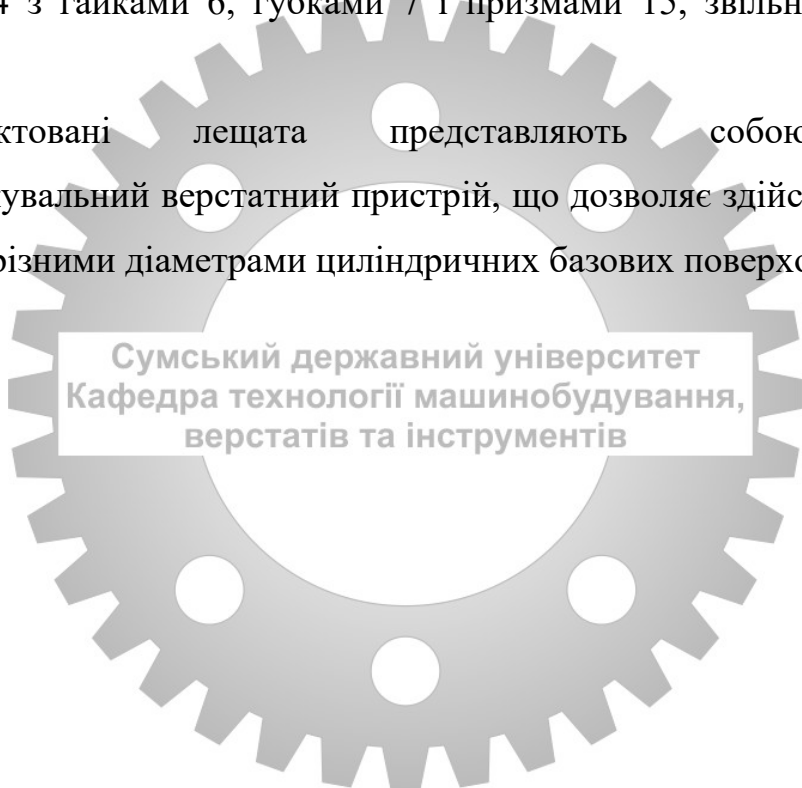 4 з гайками 6, губками 7 і призмами 15, звільн
ктовані лещата представляють собою
увальний верстатний пристрій, що дозволяє здійс
різними діаметрами циліндричних базових поверхо
Сумський державний університет
Кафедра технології машинобудування,
верстатів та інструментів